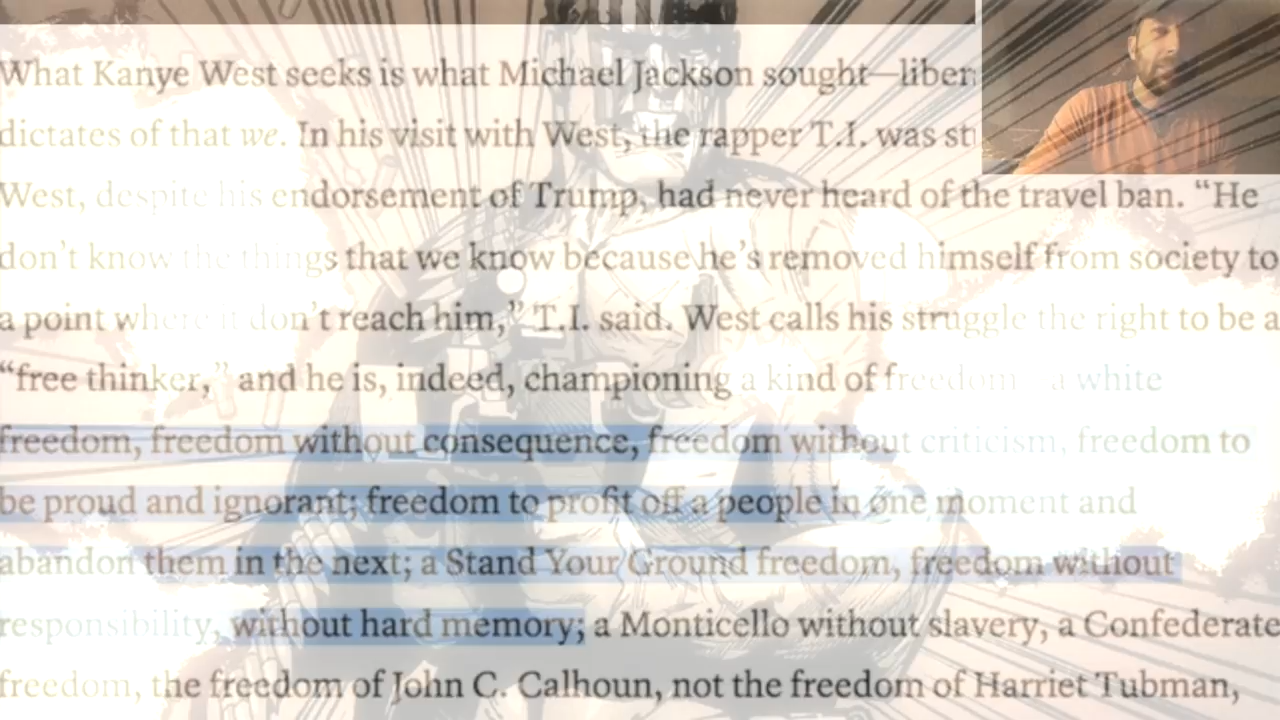 What Kanye West seeks is what Michael Jackson sought—liber
dictates of that we. In his visit with West, the rapper T.I. was st
West, despite his endorsement of Trump, had never heard of the travel ban. “He
don’t know the things that we know because he’s removed himself from society to
a point where it don’t reach him,” T.I. said. West calls his struggle the right to be a
“free thinker,” and he is, indeed, championing a kind of freedom—a white
freedom, freedom without consequence, freedom without criticism, freedom to
be proud and ignorant; freedom to profit off a people in one moment and
abandon them in the next; a Stand Your Ground freedom, freedom without
responsibility, without hard memory; a Monticello without slavery, a Confederate
freedom, the freedom of John C. Calhoun, not the freedom of Harriet Tubman,